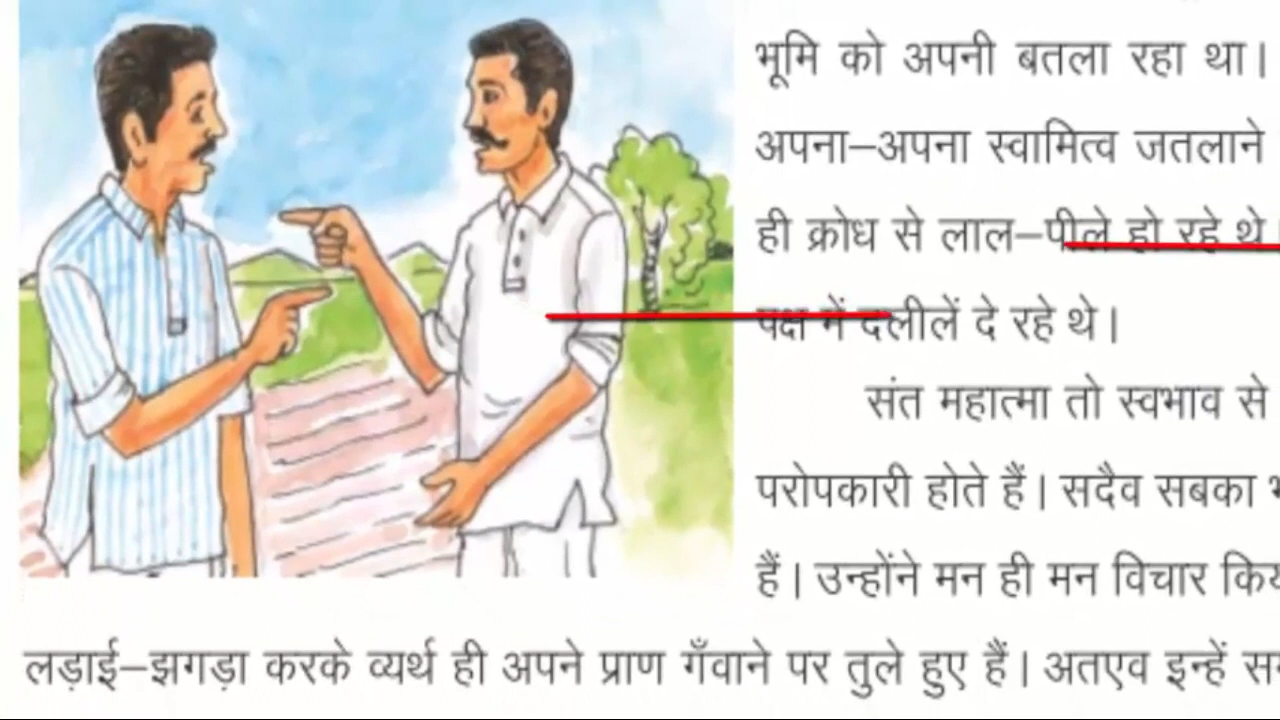 भूमि को अपनी बतला रहा था।
अपना–अपना स्वामित्व जतलाने
ही क्रोध से लाल–पीले हो रहे थे।
पक्ष में दलीलें दे रहे थे।
संत महात्मा तो स्वभाव से
परोपकारी होते हैं। सदैव सबका
हैं। उन्होंने मन ही मन विचार
लड़ाई–झगड़ा करके व्यर्थ ही अपने प्राण गँवाने पर तुले हुए हैं। अतएव इन्हें